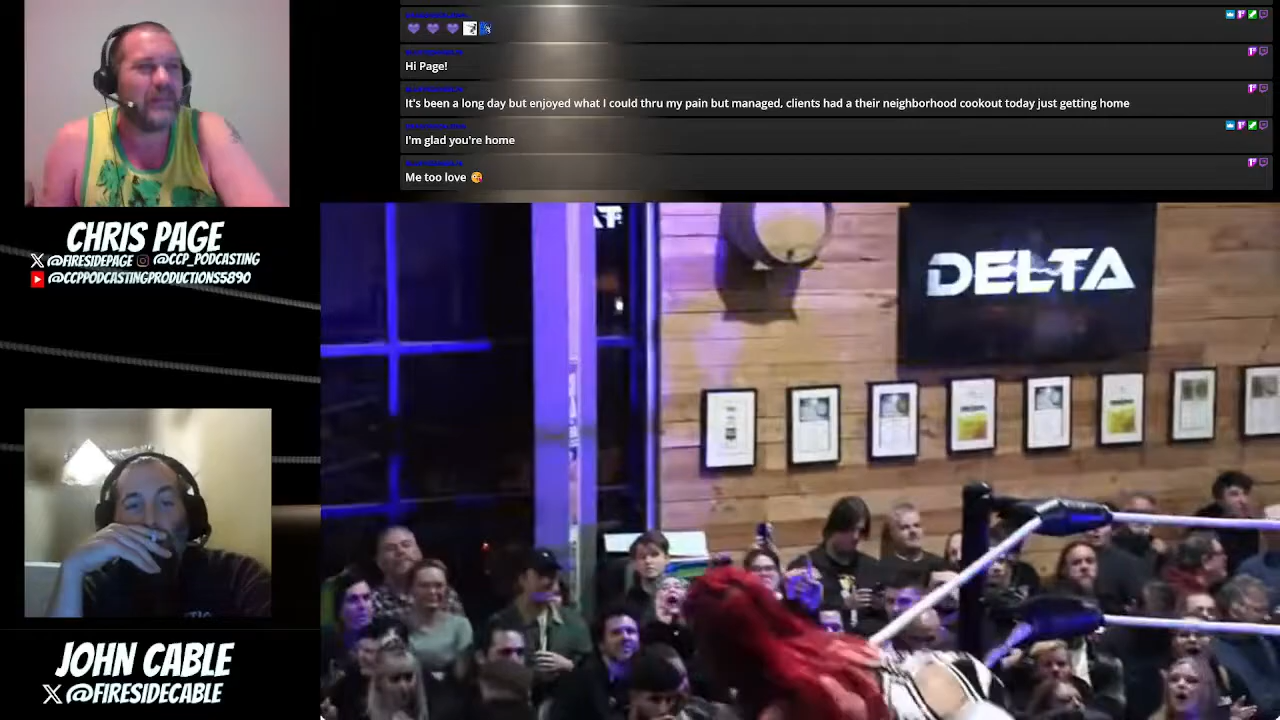 Hi Page!
It's been a long day but enjoyed what I could thru my pain but managed, clients had a their neighborhood cookout today just getting home
I'm glad you're home
Me too love 😘
CHRIS PAGE
@FIRESIDEPAGE @CCP_PODCASTING
@CCPPODCASTINGPRODUCTIONS5890
DELTA
JOHN CABLE
@FIRESIDECABLE